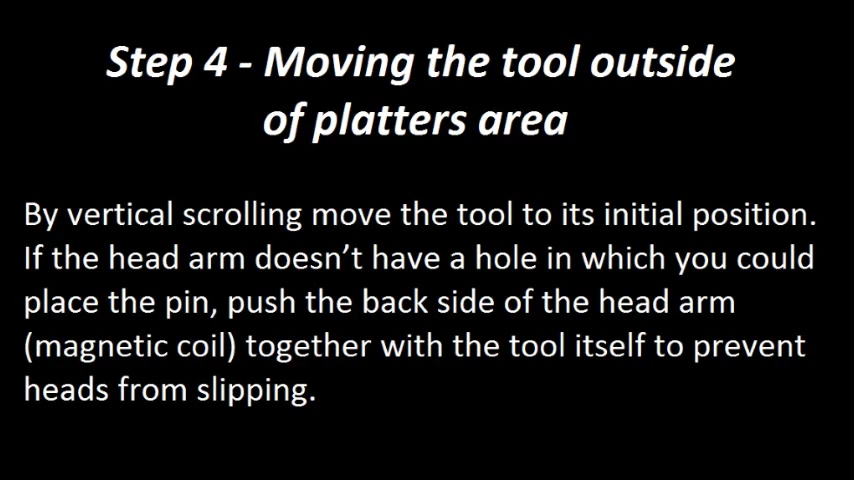 Step 4 - Moving the tool outside
of platters area
By vertical scrolling move the tool to its initial position.
If the head arm doesn’t have a hole in which you could
place the pin, push the back side of the head arm
(magnetic coil) together with the tool itself to prevent
heads from slipping.